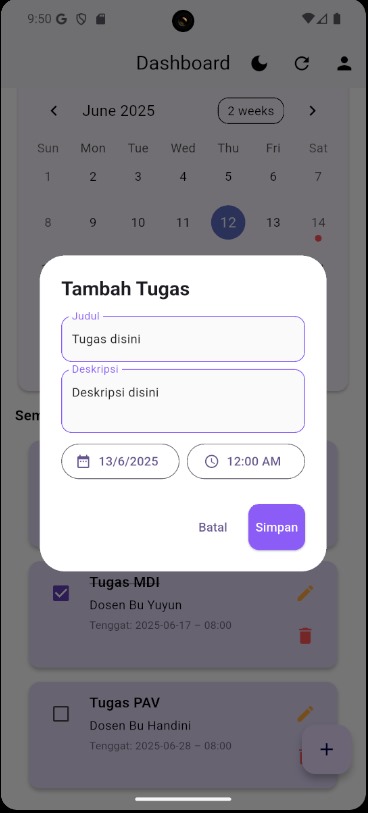 9:50 G
Dashboard
June 2025
2 weeks
Sun Mon Tue Wed Thu Fri Sat
1 2 3 4 5 6 7
8 9 10 11 12 13 14
Tambah Tugas
Judul
Tugas disini
Deskripsi
Deskripsi disini
13/6/2025 12:00 AM
Batal Simpan
Tugas MDI
Dosen Bu Yuyun
Tenggat: 2025-06-17 – 08:00
Tugas PAV
Dosen Bu Handini
Tenggat: 2025-06-28 – 08:00